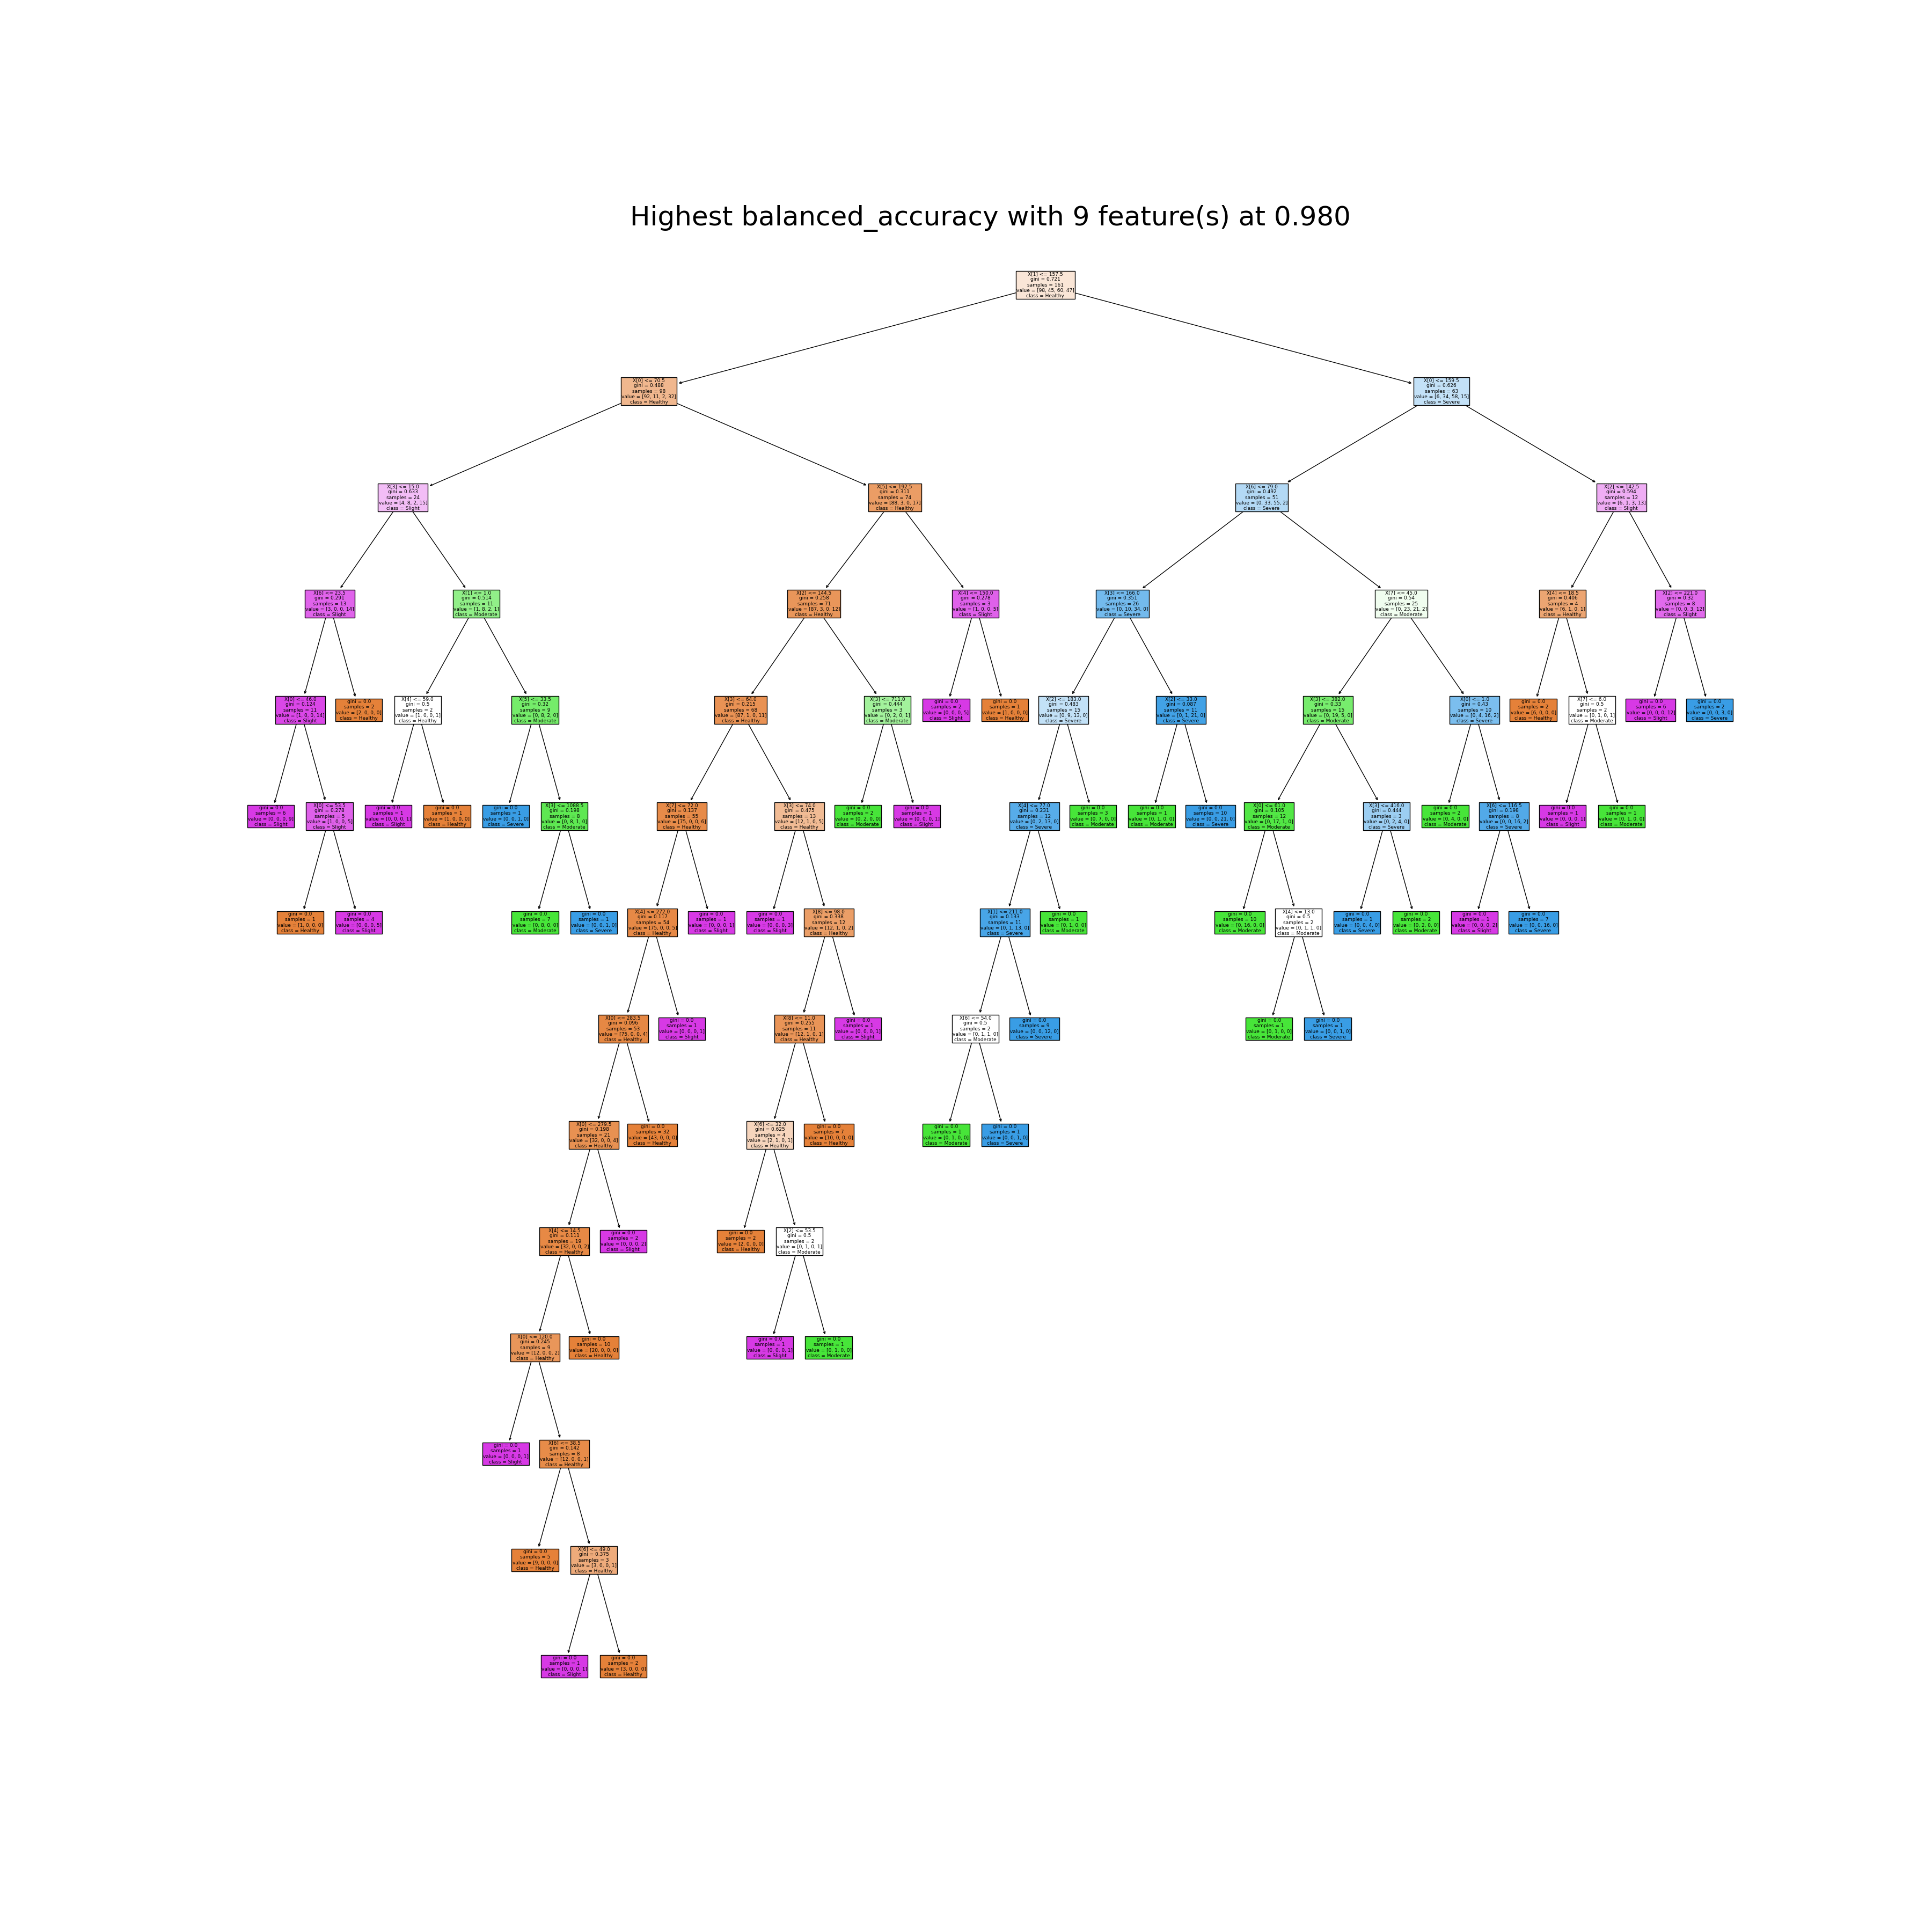 Highest balanced_accuracy with 9 feature(s) at 0.980
X[1] <= 157.5
gini = 0.721
samples = 161
value = [98, 45, 60, 47]
class = Healthy
X[0] <= 70.5
gini = 0.488
samples = 98
value = [92, 11, 2, 32]
class = Healthy
X[0] <= 159.5
gini = 0.626
samples = 63
value = [6, 34, 58, 15]
class = Severe
X[3] <= 15.0
gini = 0.633
samples = 24
value = [4, 8, 2, 15]
class = Slight
X[5] <= 192.5
gini = 0.311
samples = 74
value = [88, 3, 0, 17]
class = Healthy
X[6] <= 79.0
gini = 0.492
samples = 51
value = [0, 33, 55, 2]
class = Severe
X[2] <= 142.5
gini = 0.594
samples = 12
value = [6, 1, 3, 13]
class = Slight
X[6] <= 23.5
gini = 0.291
samples = 13
value = [3, 0, 0, 14]
class = Slight
X[1] <= 1.0
gini = 0.514
samples = 11
value = [1, 8, 2, 1]
class = Moderate
X[2] <= 144.5
gini = 0.258
samples = 71
value = [87, 3, 0, 12]
class = Healthy
X[4] <= 150.0
gini = 0.278
samples = 3
value = [1, 0, 0, 5]
class = Slight
X[3] <= 166.0
gini = 0.351
samples = 26
value = [0, 10, 34, 0]
class = Severe
X[7] <= 45.0
gini = 0.54
samples = 25
value = [0, 23, 21, 2]
class = Moderate
X[4] <= 18.5
gini = 0.406
samples = 4
value = [6, 1, 0, 1]
class = Healthy
X[2] <= 221.0
gini = 0.32
samples = 8
value = [0, 0, 3, 12]
class = Slight
gini = 0.124
samples = 11
value = [1, 0, 0, 14]
class = Slight
gini = 0.0
samples = 2
value = [2, 0, 0, 0]
class = Healthy
X[4] <= 59.0
gini = 0.5
samples = 2
value = [1, 0, 0, 1]
class = Healthy
X[5] <= 33.5
gini = 0.32
samples = 9
value = [0, 8, 2, 0]
class = Moderate
X[3] <= 64.0
gini = 0.215
samples = 68
value = [87, 1, 0, 11]
class = Healthy
X[3] <= 711.0
gini = 0.444
samples = 3
value = [0, 2, 0, 1]
class = Moderate
gini = 0.0
samples = 2
value = [0, 0, 0, 5]
class = Slight
gini = 0.0
samples = 1
value = [1, 0, 0, 0]
class = Healthy
X[2] <= 183.0
gini = 0.483
samples = 15
value = [0, 9, 13, 0]
class = Severe
X[2] <= 33.0
gini = 0.087
samples = 11
value = [0, 1, 21, 0]
class = Severe
X[3] <= 382.0
gini = 0.33
samples = 15
value = [0, 19, 5, 0]
class = Moderate
X[0] <= 1.0
gini = 0.43
samples = 10
value = [0, 4, 16, 2]
class = Severe
gini = 0.0
samples = 2
value = [6, 0, 0, 0]
class = Healthy
X[7] <= 6.0
gini = 0.5
samples = 2
value = [0, 1, 0, 1]
class = Moderate
gini = 0.0
samples = 6
value = [0, 0, 0, 12]
class = Slight
gini = 0.0
samples = 2
value = [0, 0, 3, 0]
class = Severe
gini = 0.0
samples = 6
value = [0, 0, 0, 9]
class = Slight
X[0] <= 53.5
gini = 0.278
samples = 5
value = [1, 0, 0, 5]
class = Slight
gini = 0.0
samples = 1
value = [0, 0, 0, 1]
class = Slight
gini = 0.0
samples = 1
value = [1, 0, 0, 0]
class = Healthy
gini = 0.0
samples = 1
value = [0, 0, 1, 0]
class = Severe
X[3] <= 1088.5
gini = 0.198
samples = 8
value = [0, 8, 1, 0]
class = Moderate
X[7] <= 72.0
gini = 0.137
samples = 55
value = [75, 0, 0, 6]
class = Healthy
X[3] <= 74.0
gini = 0.475
samples = 13
value = [12, 1, 0, 5]
class = Healthy
gini = 0.0
samples = 2
value = [0, 2, 0, 0]
class = Moderate
gini = 0.0
samples = 1
value = [0, 0, 0, 1]
class = Slight
X[4] <= 77.0
gini = 0.231
samples = 12
value = [0, 2, 13, 0]
class = Severe
gini = 0.0
samples = 3
value = [0, 7, 0, 0]
class = Moderate
gini = 0.0
samples = 1
value = [0, 1, 0, 0]
class = Moderate
gini = 0.0
samples = 10
value = [0, 0, 21, 0]
class = Severe
X[0] <= 61.0
gini = 0.105
samples = 12
value = [0, 17, 1, 0]
class = Moderate
X[3] <= 416.0
gini = 0.444
samples = 3
value = [0, 2, 4, 0]
class = Severe
gini = 0.0
samples = 2
value = [0, 4, 0, 0]
class = Moderate
X[6] <= 116.5
gini = 0.198
samples = 8
value = [0, 0, 16, 2]
class = Severe
gini = 0.0
samples = 1
value = [0, 0, 0, 1]
class = Slight
gini = 0.0
samples = 1
value = [0, 1, 0, 0]
class = Moderate
gini = 0.0
samples = 1
value = [1, 0, 0, 0]
class = Healthy
gini = 0.0
samples = 4
value = [0, 0, 0, 5]
class = Slight
gini = 0.0
samples = 7
value = [0, 8, 0, 0]
class = Moderate
gini = 0.0
samples = 1
value = [0, 0, 1, 0]
class = Severe
X[4] <= 272.0
gini = 0.117
samples = 54
value = [75, 0, 0, 5]
class = Healthy
gini = 0.0
samples = 1
value = [0, 0, 0, 1]
class = Slight
gini = 0.0
samples = 1
value = [0, 0, 0, 3]
class = Slight
X[8] <= 98.0
gini = 0.338
samples = 12
value = [12, 1, 0, 2]
class = Healthy
X[1] <= 211.0
gini = 0.133
samples = 11
value = [0, 1, 13, 0]
class = Severe
gini = 0.0
samples = 1
value = [0, 1, 0, 0]
class = Moderate
gini = 0.0
samples = 10
value = [0, 16, 0, 0]
class = Moderate
X[4] <= 13.0
gini = 0.5
samples = 2
value = [0, 1, 1, 0]
class = Moderate
gini = 0.0
samples = 1
value = [0, 0, 4, 0]
class = Severe
gini = 0.0
samples = 2
value = [0, 2, 0, 0]
class = Moderate
gini = 0.0
samples = 1
value = [0, 0, 0, 2]
class = Slight
gini = 0.0
samples = 7
value = [0, 0, 16, 0]
class = Severe
X[0] <= 283.5
gini = 0.096
samples = 53
value = [75, 0, 0, 4]
class = Healthy
gini = 0.0
samples = 1
value = [0, 0, 0, 1]
class = Slight
X[8] <= 11.0
gini = 0.255
samples = 11
value = [12, 1, 0, 1]
class = Healthy
gini = 0.0
samples = 1
value = [0, 0, 0, 1]
class = Slight
X[6] <= 54.0
gini = 0.5
samples = 2
value = [0, 1, 1, 0]
class = Moderate
gini = 0.0
samples = 9
value = [0, 0, 12, 0]
class = Severe
gini = 0.0
samples = 1
value = [0, 1, 0, 0]
class = Moderate
gini = 0.0
samples = 1
value = [0, 0, 1, 0]
class = Severe
X[0] <= 279.5
gini = 0.198
samples = 21
value = [32, 0, 0, 4]
class = Healthy
gini = 0.0
samples = 32
value = [43, 0, 0, 0]
class = Healthy
X[6] <= 32.0
gini = 0.625
samples = 4
value = [2, 1, 0, 1]
class = Healthy
gini = 0.0
samples = 7
value = [10, 0, 0, 0]
class = Healthy
gini = 0.0
samples = 1
value = [0, 1, 0, 0]
class = Moderate
gini = 0.0
samples = 1
value = [0, 0, 1, 0]
class = Severe
X[4] <= 14.5
gini = 0.111
samples = 19
value = [32, 0, 0, 2]
class = Healthy
gini = 0.0
samples = 2
value = [0, 0, 0, 2]
class = Slight
gini = 0.0
samples = 2
value = [2, 0, 0, 0]
class = Healthy
X[2] <= 53.5
gini = 0.5
samples = 2
value = [0, 1, 0, 1]
class = Moderate
X[0] <= 120.0
gini = 0.245
samples = 9
value = [12, 0, 0, 2]
class = Healthy
gini = 0.0
samples = 10
value = [20, 0, 0, 0]
class = Healthy
gini = 0.0
samples = 1
value = [0, 0, 0, 1]
class = Slight
gini = 0.0
samples = 1
value = [0, 1, 0, 0]
class = Moderate
gini = 0.0
samples = 1
value = [0, 0, 0, 1]
class = Slight
X[6] <= 38.5
gini = 0.142
samples = 8
value = [12, 0, 0, 1]
class = Healthy
gini = 0.0
samples = 5
value = [9, 0, 0, 0]
class = Healthy
X[6] <= 49.0
gini = 0.375
samples = 3
value = [3, 0, 0, 1]
class = Healthy
gini = 0.0
samples = 1
value = [0, 0, 0, 1]
class = Slight
gini = 0.0
samples = 2
value = [3, 0, 0, 0]
class = Healthy